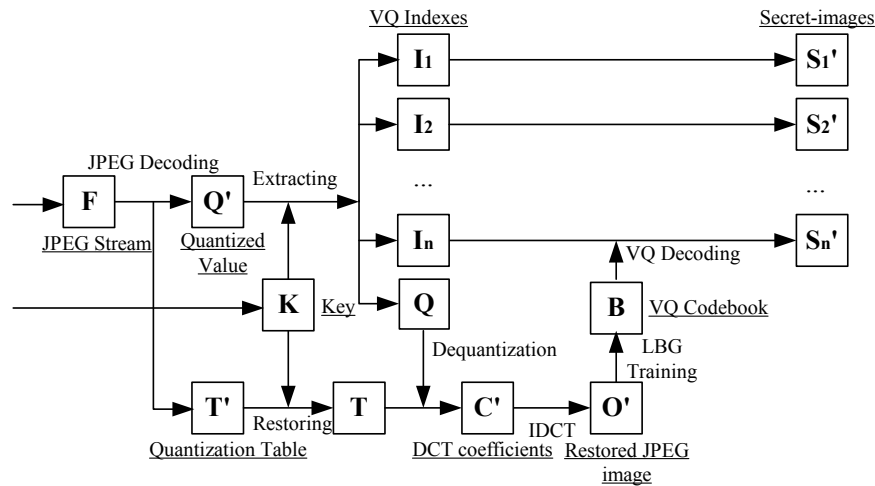 VQ Indexes
Secret-images
I1
S1'
I2
S2'
JPEG Decoding
Extracting
...
...
F
Q'
In
Sn'
JPEG Stream
Quantized
Value
VQ Decoding
K
Key
Q
B
VQ Codebook
Dequantization
LBG
Training
T'
Restoring
T
C'
IDCT
O'
Quantization Table
DCT coefficients
Restored JPEG
image